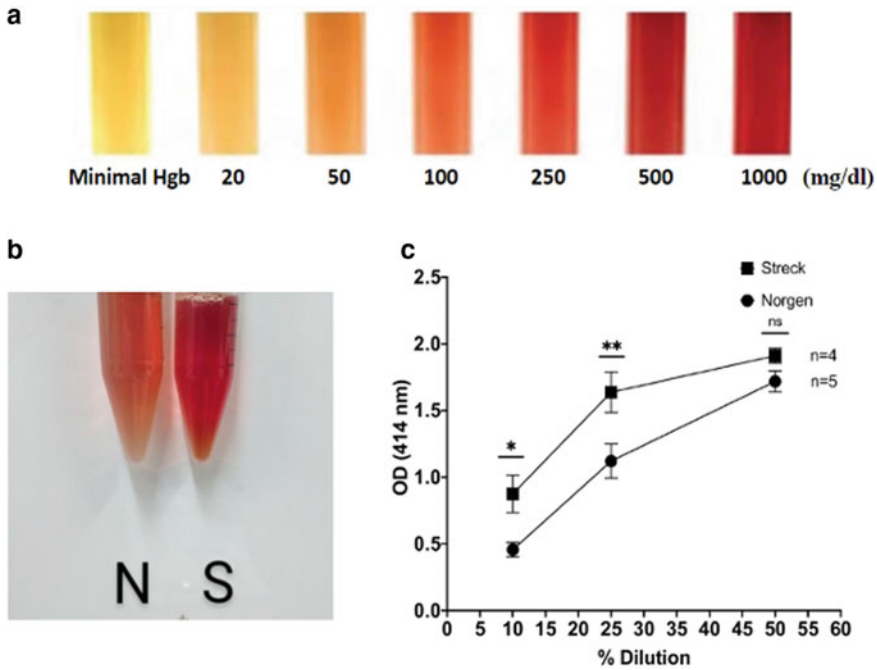 a
Minimal Hgb 20 50 100 250 500 1000 (mg/dl)
b
N S
c
Streck
Norgen
OD (414 nm)
2.5
2.0
1.5
1.0
0.5
0.0
* ** ns
n=4
n=5
0 5 10 15 20 25 30 35 40 45 50 55 60
% Dilution